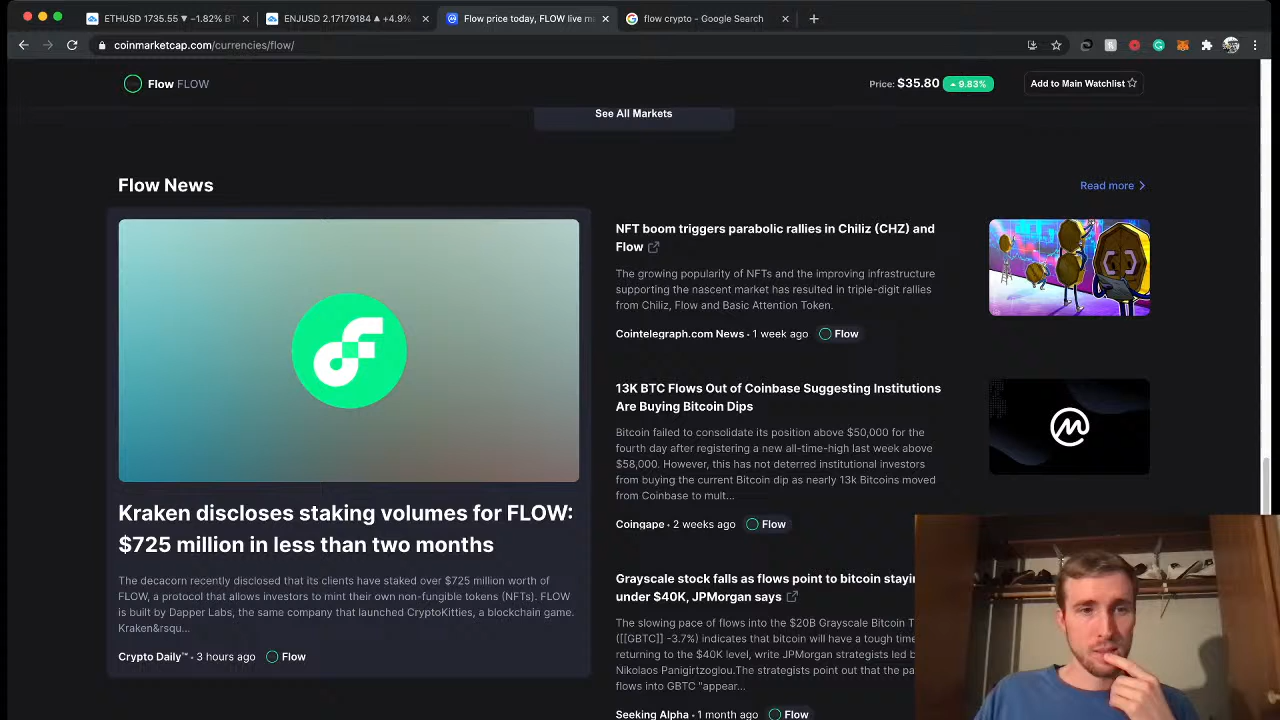 ETHUSD 1735.55 ▼ −1.82% BT
ENJUSD 2.17179184 ▲ +4.9%
Flow price today, FLOW live m
flow crypto - Google Search
coinmarketcap.com/currencies/flow/
Flow FLOW
Price: $35.80 9.83%
Add to Main Watchlist
See All Markets
Flow News
Read more
Kraken discloses staking volumes for FLOW:
$725 million in less than two months
The decacorn recently disclosed that its clients have staked over $725 million worth of
FLOW, a protocol that allows investors to mint their own non-fungible tokens (NFTs). FLOW
is built by Dapper Labs, the same company that launched CryptoKitties, a blockchain game.
Kraken&rsqu...
Crypto Daily™ · 3 hours ago Flow
NFT boom triggers parabolic rallies in Chiliz (CHZ) and
Flow
The growing popularity of NFTs and the improving infrastructure
supporting the nascent market has resulted in triple-digit rallies
from Chiliz, Flow and Basic Attention Token.
Cointelegraph.com News · 1 week ago Flow
13K BTC Flows Out of Coinbase Suggesting Institutions
Are Buying Bitcoin Dips
Bitcoin failed to consolidate its position above $50,000 for the
fourth day after registering a new all-time-high last week above
$58,000. However, this has not deterred institutional investors
from buying the current Bitcoin dip as nearly 13k Bitcoins moved
from Coinbase to mult...
Coingape · 2 weeks ago Flow
Grayscale stock falls as flows point to bitcoin stayin
under $40K, JPMorgan says
The slowing pace of flows into the $20B Grayscale Bitcoin T
([[GBTC]] -3.7%) indicates that bitcoin will have a tough time
returning to the $40K level, write JPMorgan strategists led b
Nikolaos Panigirtzoglou.The strategists point out that the pa
flows into GBTC "appear...
Seeking Alpha · 1 month ago Flow